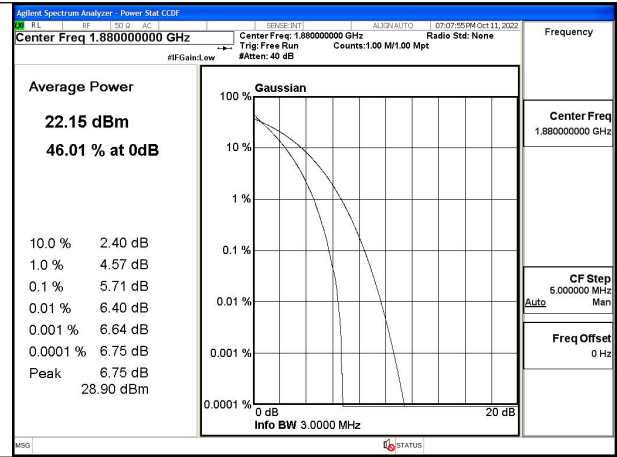 Agilent Spectrum Analyzer - Power Stat CCDF
RL RF 50 Ω AC SENSE:INT ALIGNAUTO 07:07:55PM Oct 11, 2022
Center Freq 1.880000000 GHz
Center Freq: 1.880000000 GHz Radio Std: None
Trig: Free Run Counts:1.00 M/1.00 Mpt
#IFGain:Low #Atten: 40 dB
Frequency
Average Power
22.15 dBm
46.01 % at 0dB
10.0 % 2.40 dB
1.0 % 4.57 dB
0.1 % 5.71 dB
0.01 % 6.40 dB
0.001 % 6.64 dB
0.0001 % 6.75 dB
Peak 6.75 dB
28.90 dBm
Gaussian
100 %
10 %
1 %
0.1 %
0.01 %
0.001 %
0.0001 %
0 dB 20 dB
Info BW 3.0000 MHz
Center Freq
1.880000000 GHz
CF Step
5.000000 MHz
Auto Man
Freq Offset
0 Hz
MSG STATUS